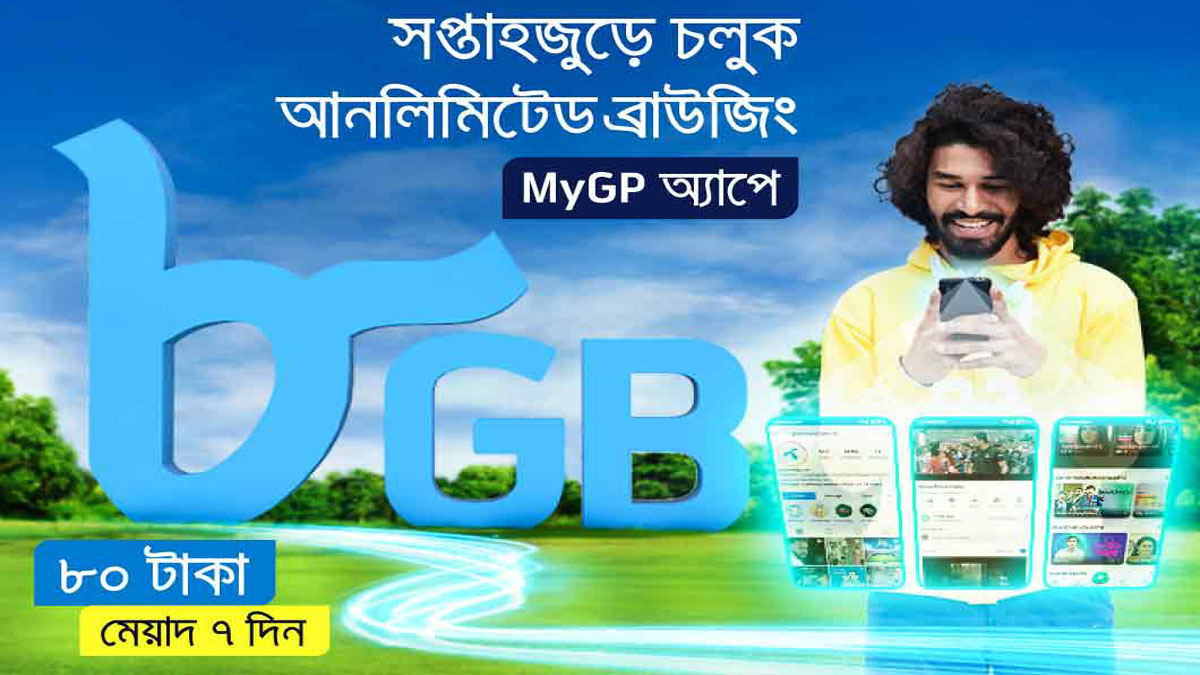 সপ্তাহজুড়ে চলুক
আনলিমিটেড ব্রাউজিং
MyGP অ্যাপে
৮GB
৮০ টাকা
মেয়াদ ৭ দিন